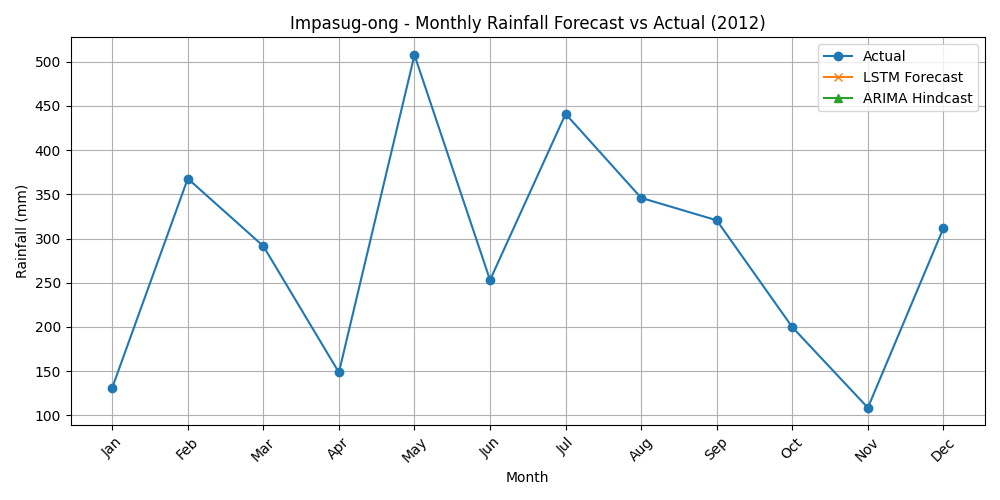 Impasug-ong - Monthly Rainfall Forecast vs Actual (2012)
Actual
LSTM Forecast
ARIMA Hindcast
Rainfall (mm)
500
450
400
350
300
250
200
150
100
Jan
Feb
Mar
Apr
May
Jun
Jul
Aug
Sep
Oct
Nov
Dec
Month